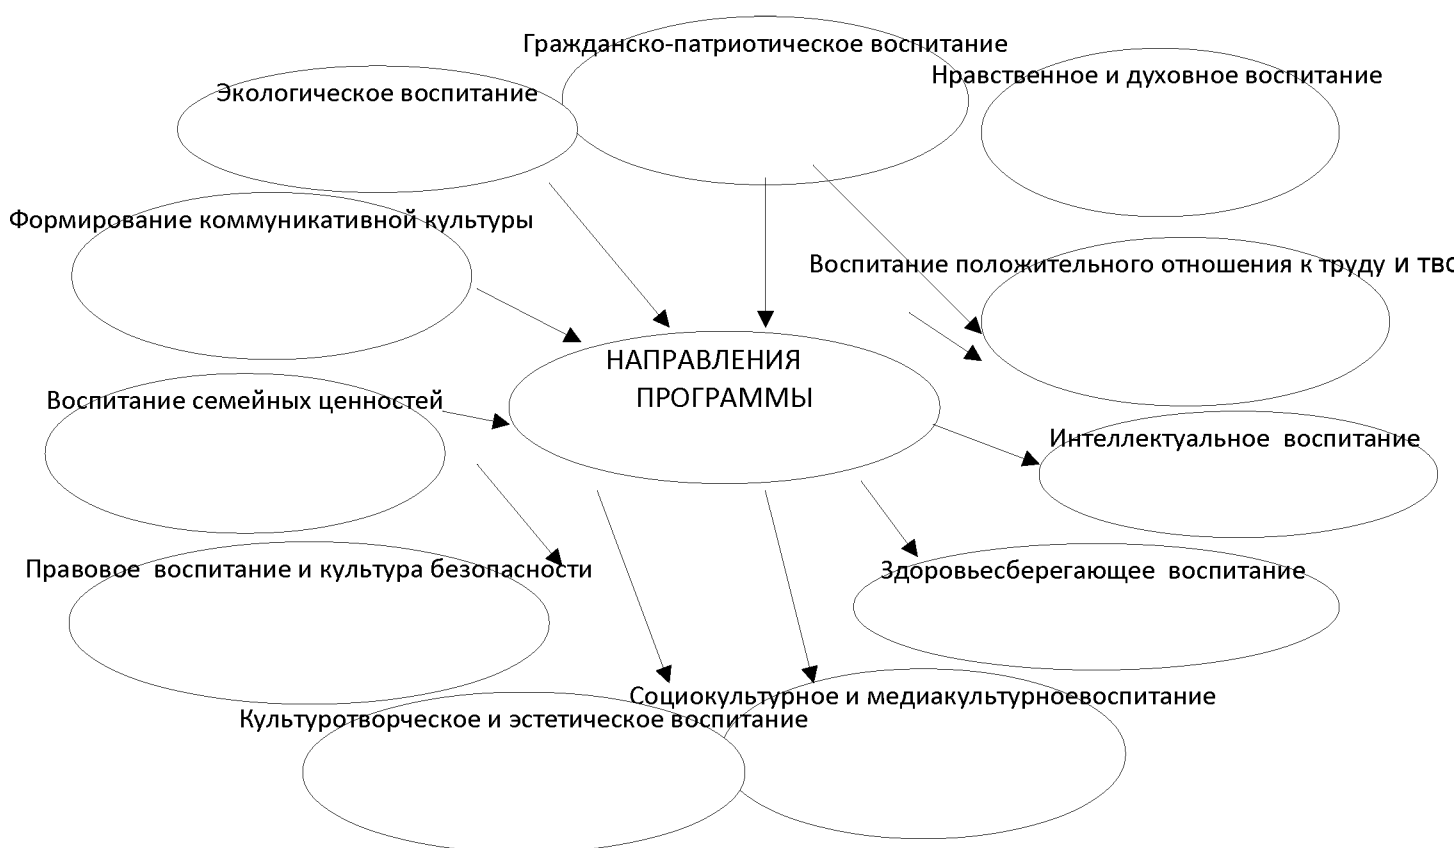 Гражданско-патриотическое воспитание
Нравственное и духовное воспитание
Экологическое воспитание
Формирование коммуникативной культуры
Воспитание положительного отношения к труду и тво
НАПРАВЛЕНИЯ
ПРОГРАММЫ
Воспитание семейных ценностей
Интеллектуальное воспитание
Правовое воспитание и культура безопасности
Здоровьесберегающее воспитание
Социокультурное и медиакультурноевоспитание
Культуротворческое и эстетическое воспитание